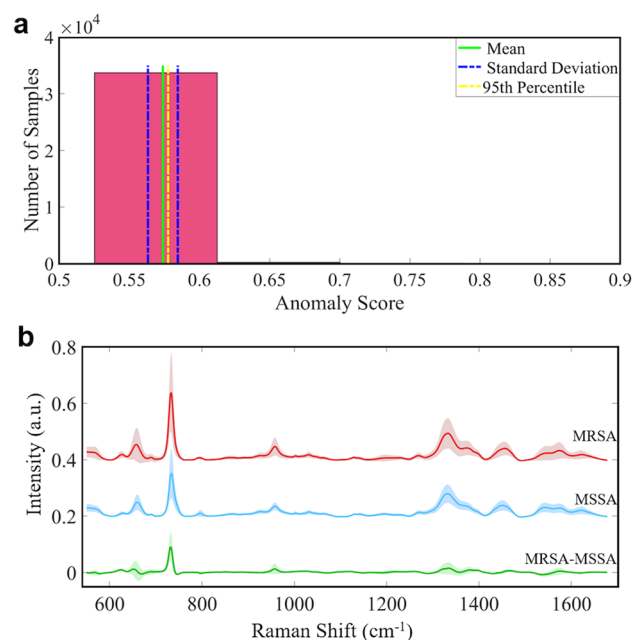 a
×10⁴
4
3
2
1
0
Number of Samples
Mean
Standard Deviation
95th Percentile
0.5
0.55
0.6
0.65
0.7
0.75
0.8
0.85
0.9
Anomaly Score
b
0.8
0.6
0.4
0.2
0
Intensity (a.u.)
MRSA
MSSA
MRSA-MSSA
600
800
1000
1200
1400
1600
Raman Shift (cm⁻¹)